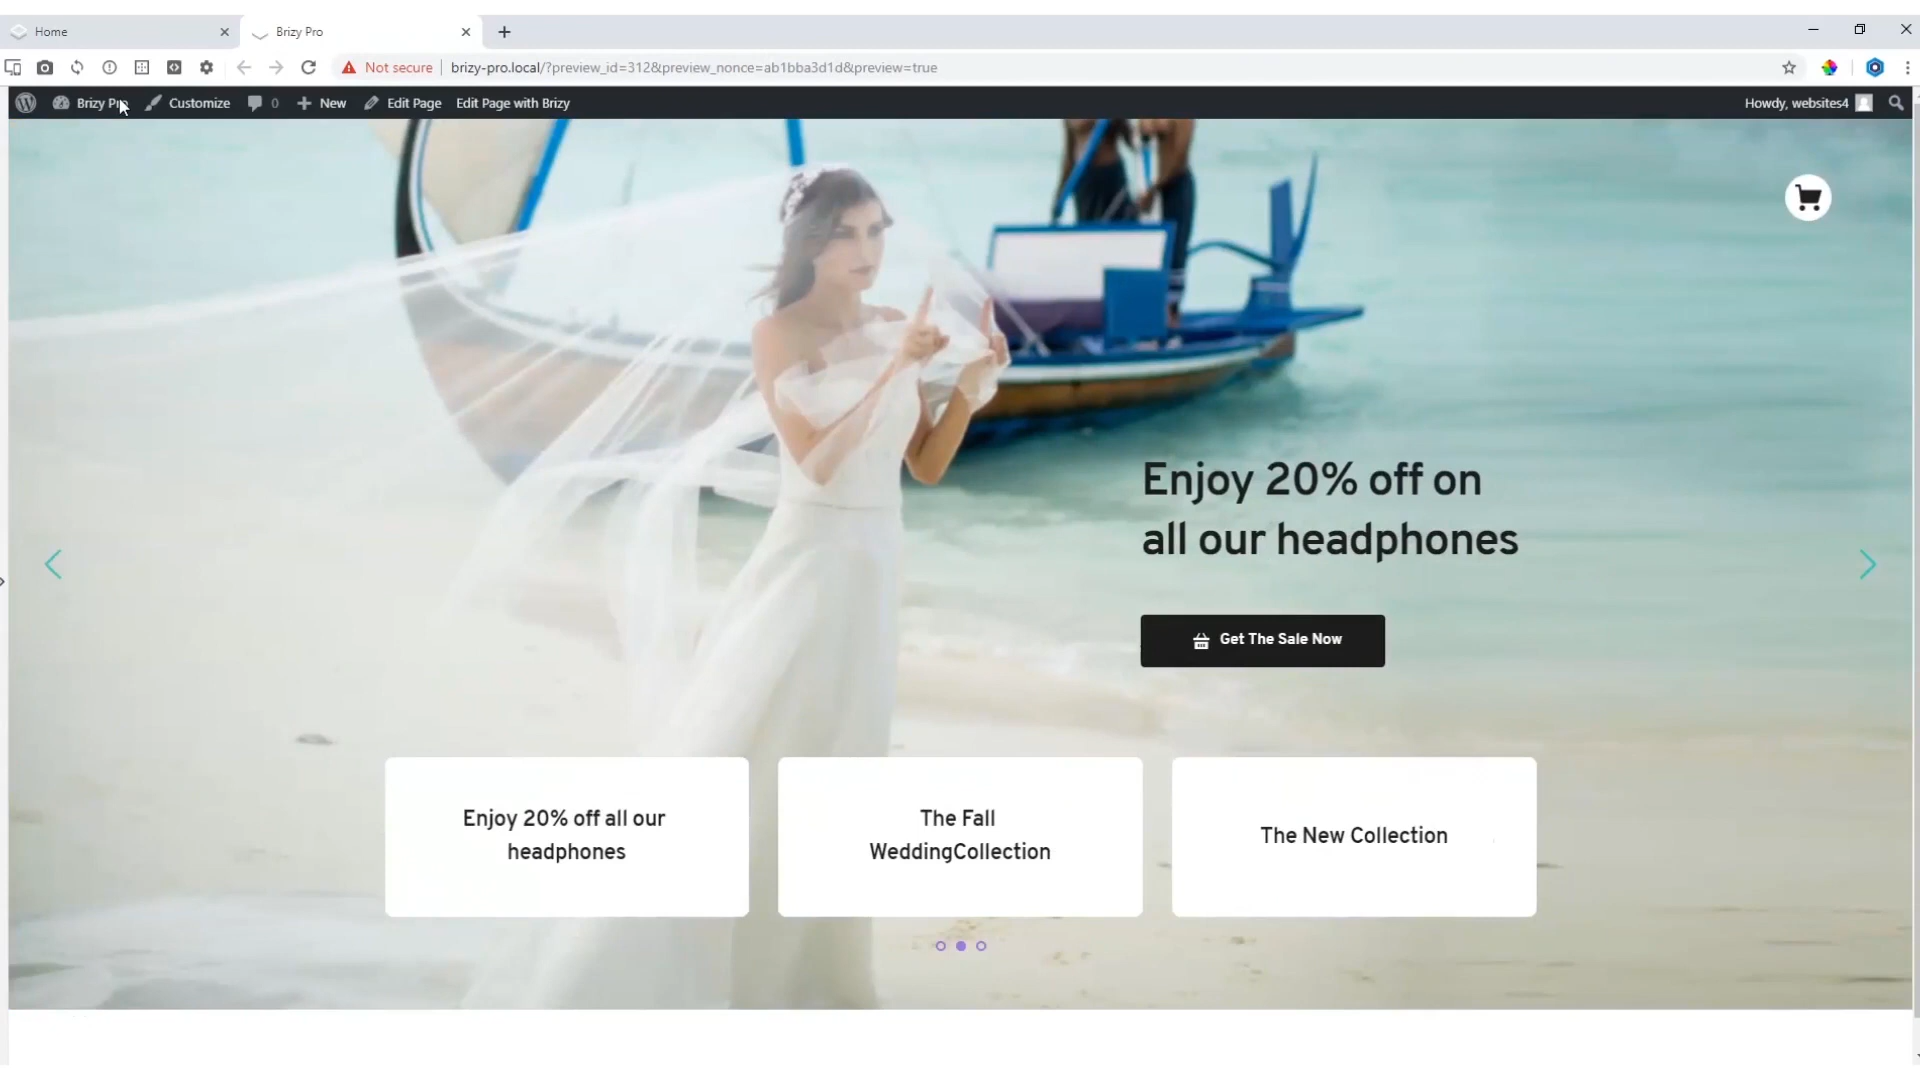 Home
Brizy Pro
Not secure
brizy-pro.local/?preview_id=312&preview_nonce=ab1bba3d1d&preview=true
Brizy Pro
Customize
0
New
Edit Page
Edit Page with Brizy
Howdy, websites4
Enjoy 20% off on
all our headphones
Get The Sale Now
Enjoy 20% off all our
headphones
The Fall
WeddingCollection
The New Collection